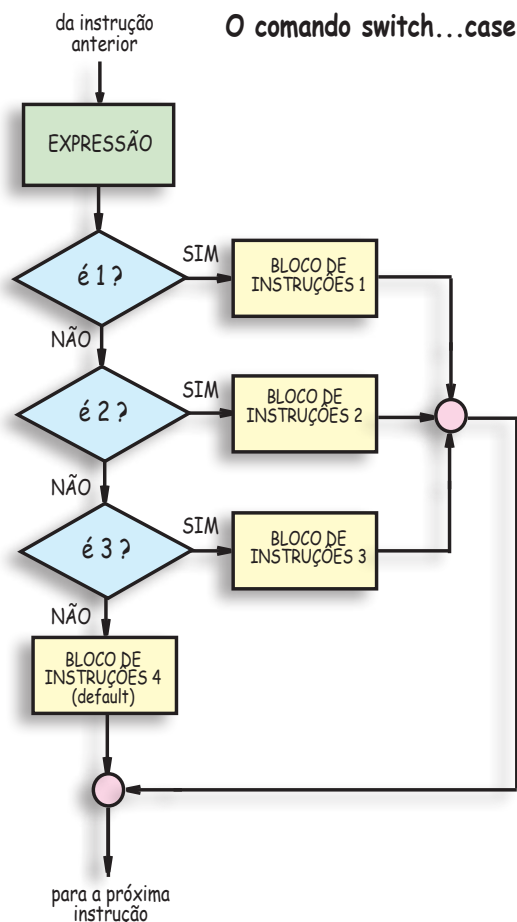 da instrução
anterior
O comando switch...case
EXPRESSÃO
é 1 ?
SIM
BLOCO DE
INSTRUÇÕES 1
NÃO
é 2 ?
SIM
BLOCO DE
INSTRUÇÕES 2
NÃO
é 3 ?
SIM
BLOCO DE
INSTRUÇÕES 3
NÃO
BLOCO DE
INSTRUÇÕES 4
(default)
para a próxima
instrução